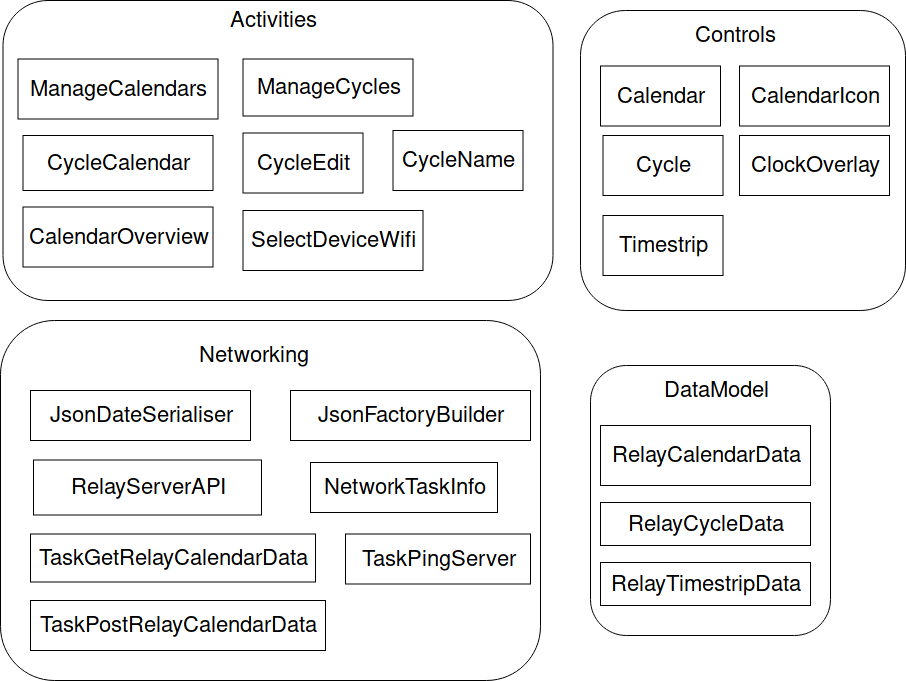 Activities
ManageCalendars
ManageCycles
CycleCalendar
CycleEdit
CycleName
CalendarOverview
SelectDeviceWifi
Controls
Calendar
CalendarIcon
Cycle
ClockOverlay
Timestrip
Networking
JsonDateSerialiser
JsonFactoryBuilder
RelayServerAPI
NetworkTaskInfo
TaskGetRelayCalendarData
TaskPingServer
TaskPostRelayCalendarData
DataModel
RelayCalendarData
RelayCycleData
RelayTimestripData